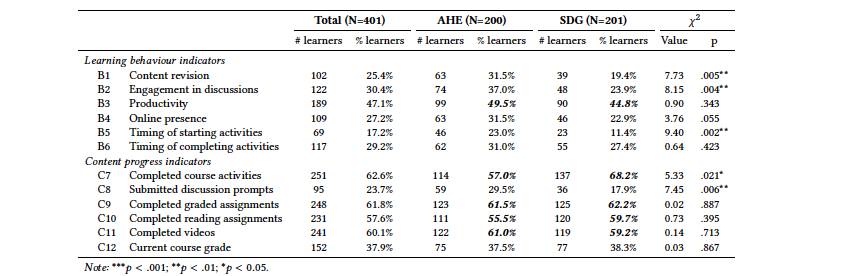 Total (N=401) AHE (N=200) SDG (N=201) χ²
# learners % learners # learners % learners # learners % learners Value p
Learning behaviour indicators
B1 Content revision 102 25.4% 63 31.5% 39 19.4% 7.73 .005**
B2 Engagement in discussions 122 30.4% 74 37.0% 48 23.9% 8.15 .004**
B3 Productivity 189 47.1% 99 49.5% 90 44.8% 0.90 .343
B4 Online presence 109 27.2% 63 31.5% 46 22.9% 3.76 .055
B5 Timing of starting activities 69 17.2% 46 23.0% 23 11.4% 9.40 .002**
B6 Timing of completing activities 117 29.2% 62 31.0% 55 27.4% 0.64 .423
Content progress indicators
C7 Completed course activities 251 62.6% 114 57.0% 137 68.2% 5.33 .021*
C8 Submitted discussion prompts 95 23.7% 59 29.5% 36 17.9% 7.45 .006**
C9 Completed graded assignments 248 61.8% 123 61.5% 125 62.2% 0.02 .887
C10 Completed reading assignments 231 57.6% 111 55.5% 120 59.7% 0.73 .395
C11 Completed videos 241 60.1% 122 61.0% 119 59.2% 0.14 .713
C12 Current course grade 152 37.9% 75 37.5% 77 38.3% 0.03 .867
Note: ***p < .001; **p < .01; *p < 0.05.